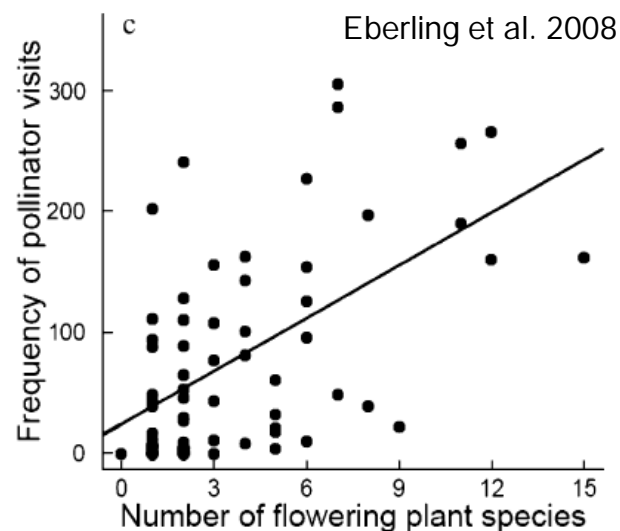 c
Eberling et al. 2008
Frequency of pollinator visits
300
200
100
0
0 3 6 9 12 15
Number of flowering plant species